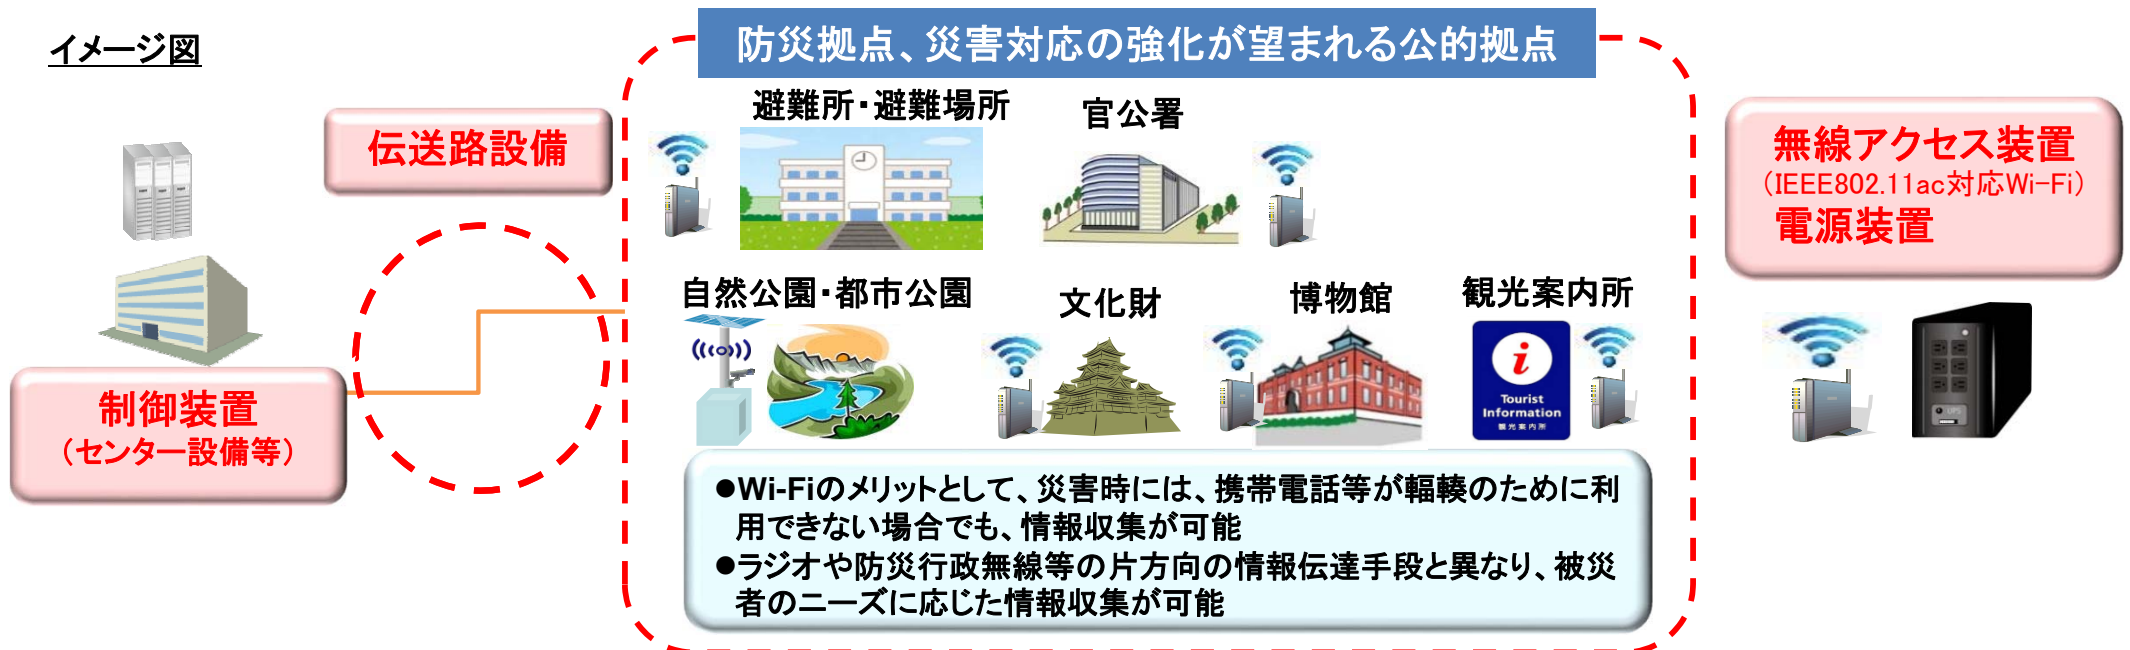 イメージ図
防災拠点、災害対応の強化が望まれる公的拠点
伝送路設備
避難所・避難場所
官公署
無線アクセス装置
(IEEE802.11ac対応Wi-Fi)
電源装置
自然公園・都市公園
文化財
博物館
観光案内所
i
Tourist
Information
観光案内所
UPS
制御装置
(センター設備等)
●Wi-Fiのメリットとして、災害時には、携帯電話等が輻輳のために利
用できない場合でも、情報収集が可能
●ラジオや防災行政無線等の片方向の情報伝達手段と異なり、被災
者のニーズに応じた情報収集が可能